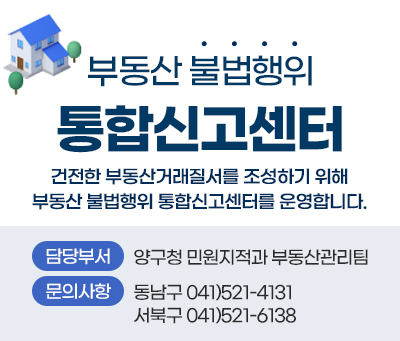 부동산 불법행위
통합신고센터
건전한 부동산거래질서를 조성하기 위해
부동산 불법행위 통합신고센터를 운영합니다.
담당부서 양구청 민원지적과 부동산관리팀
문의사항 동남구 041)521-4131
서북구 041)521-6138